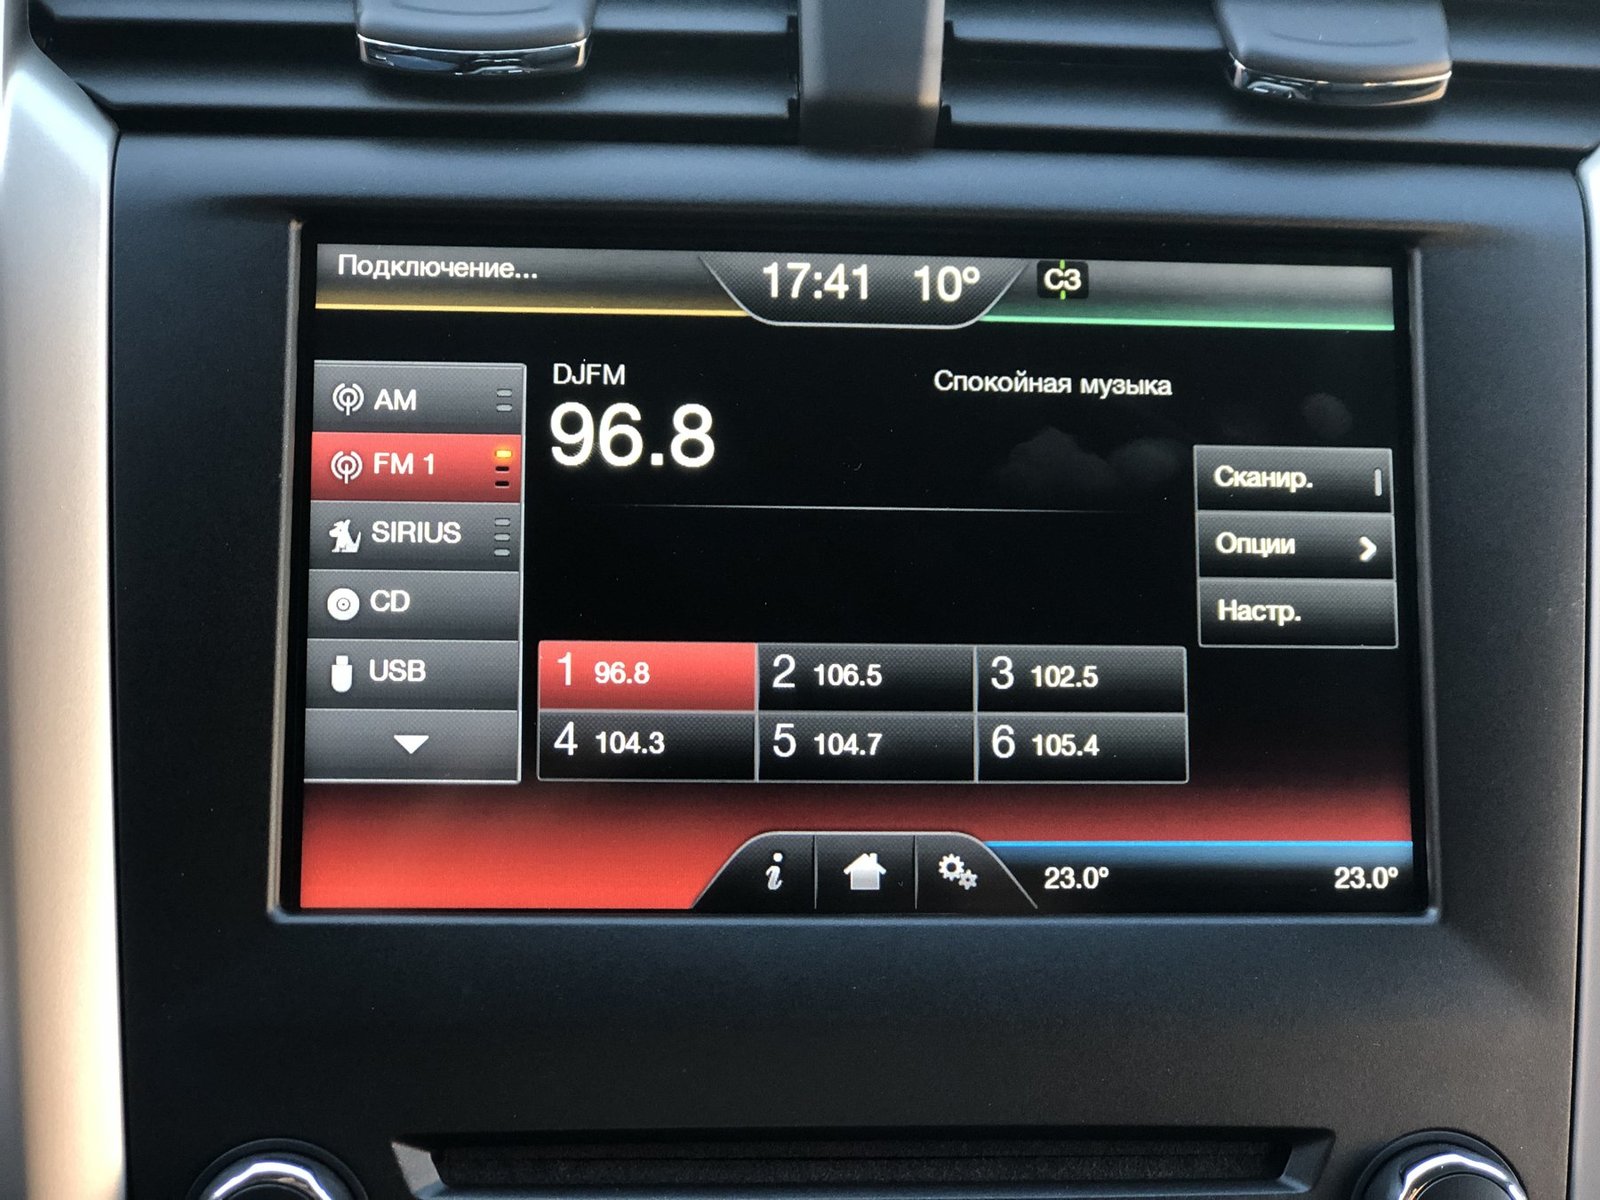 Подключение...
17:41 10° СЗ
AM
FM 1
SIRIUS
CD
USB
DJFM
96.8
Спокойная музыка
Сканир.
Опции
Настр.
1 96.8 2 106.5 3 102.5
4 104.3 5 104.7 6 105.4
i
23.0° 23.0°